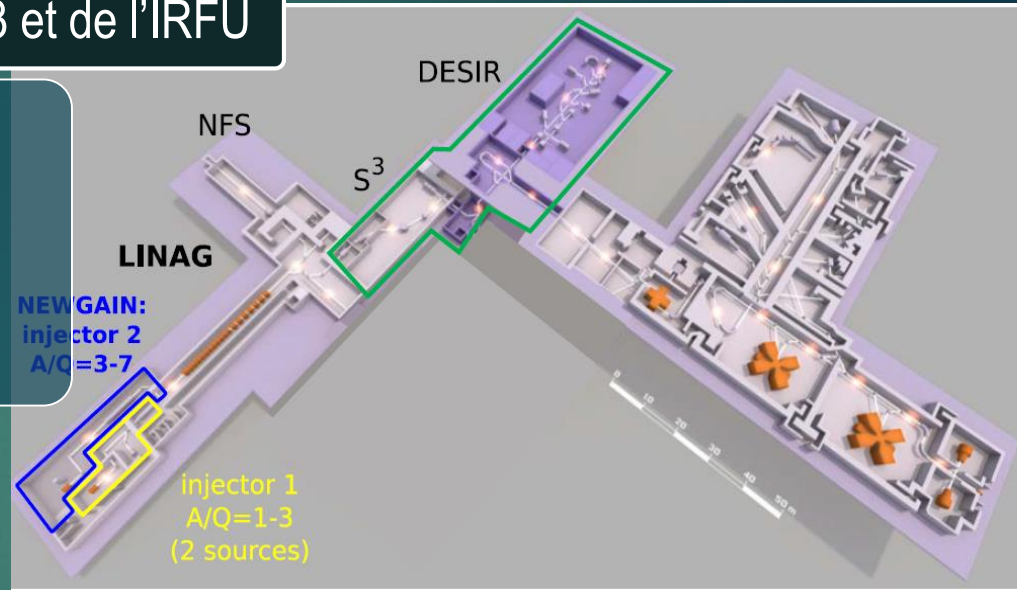 3 et de l'IRFU
DESIR
NFS
S³
LINAG
NEWGAIN:
injector 2
A/Q=3-7
injector 1
A/Q=1-3
(2 sources)
0
10
20
30
40
50 m